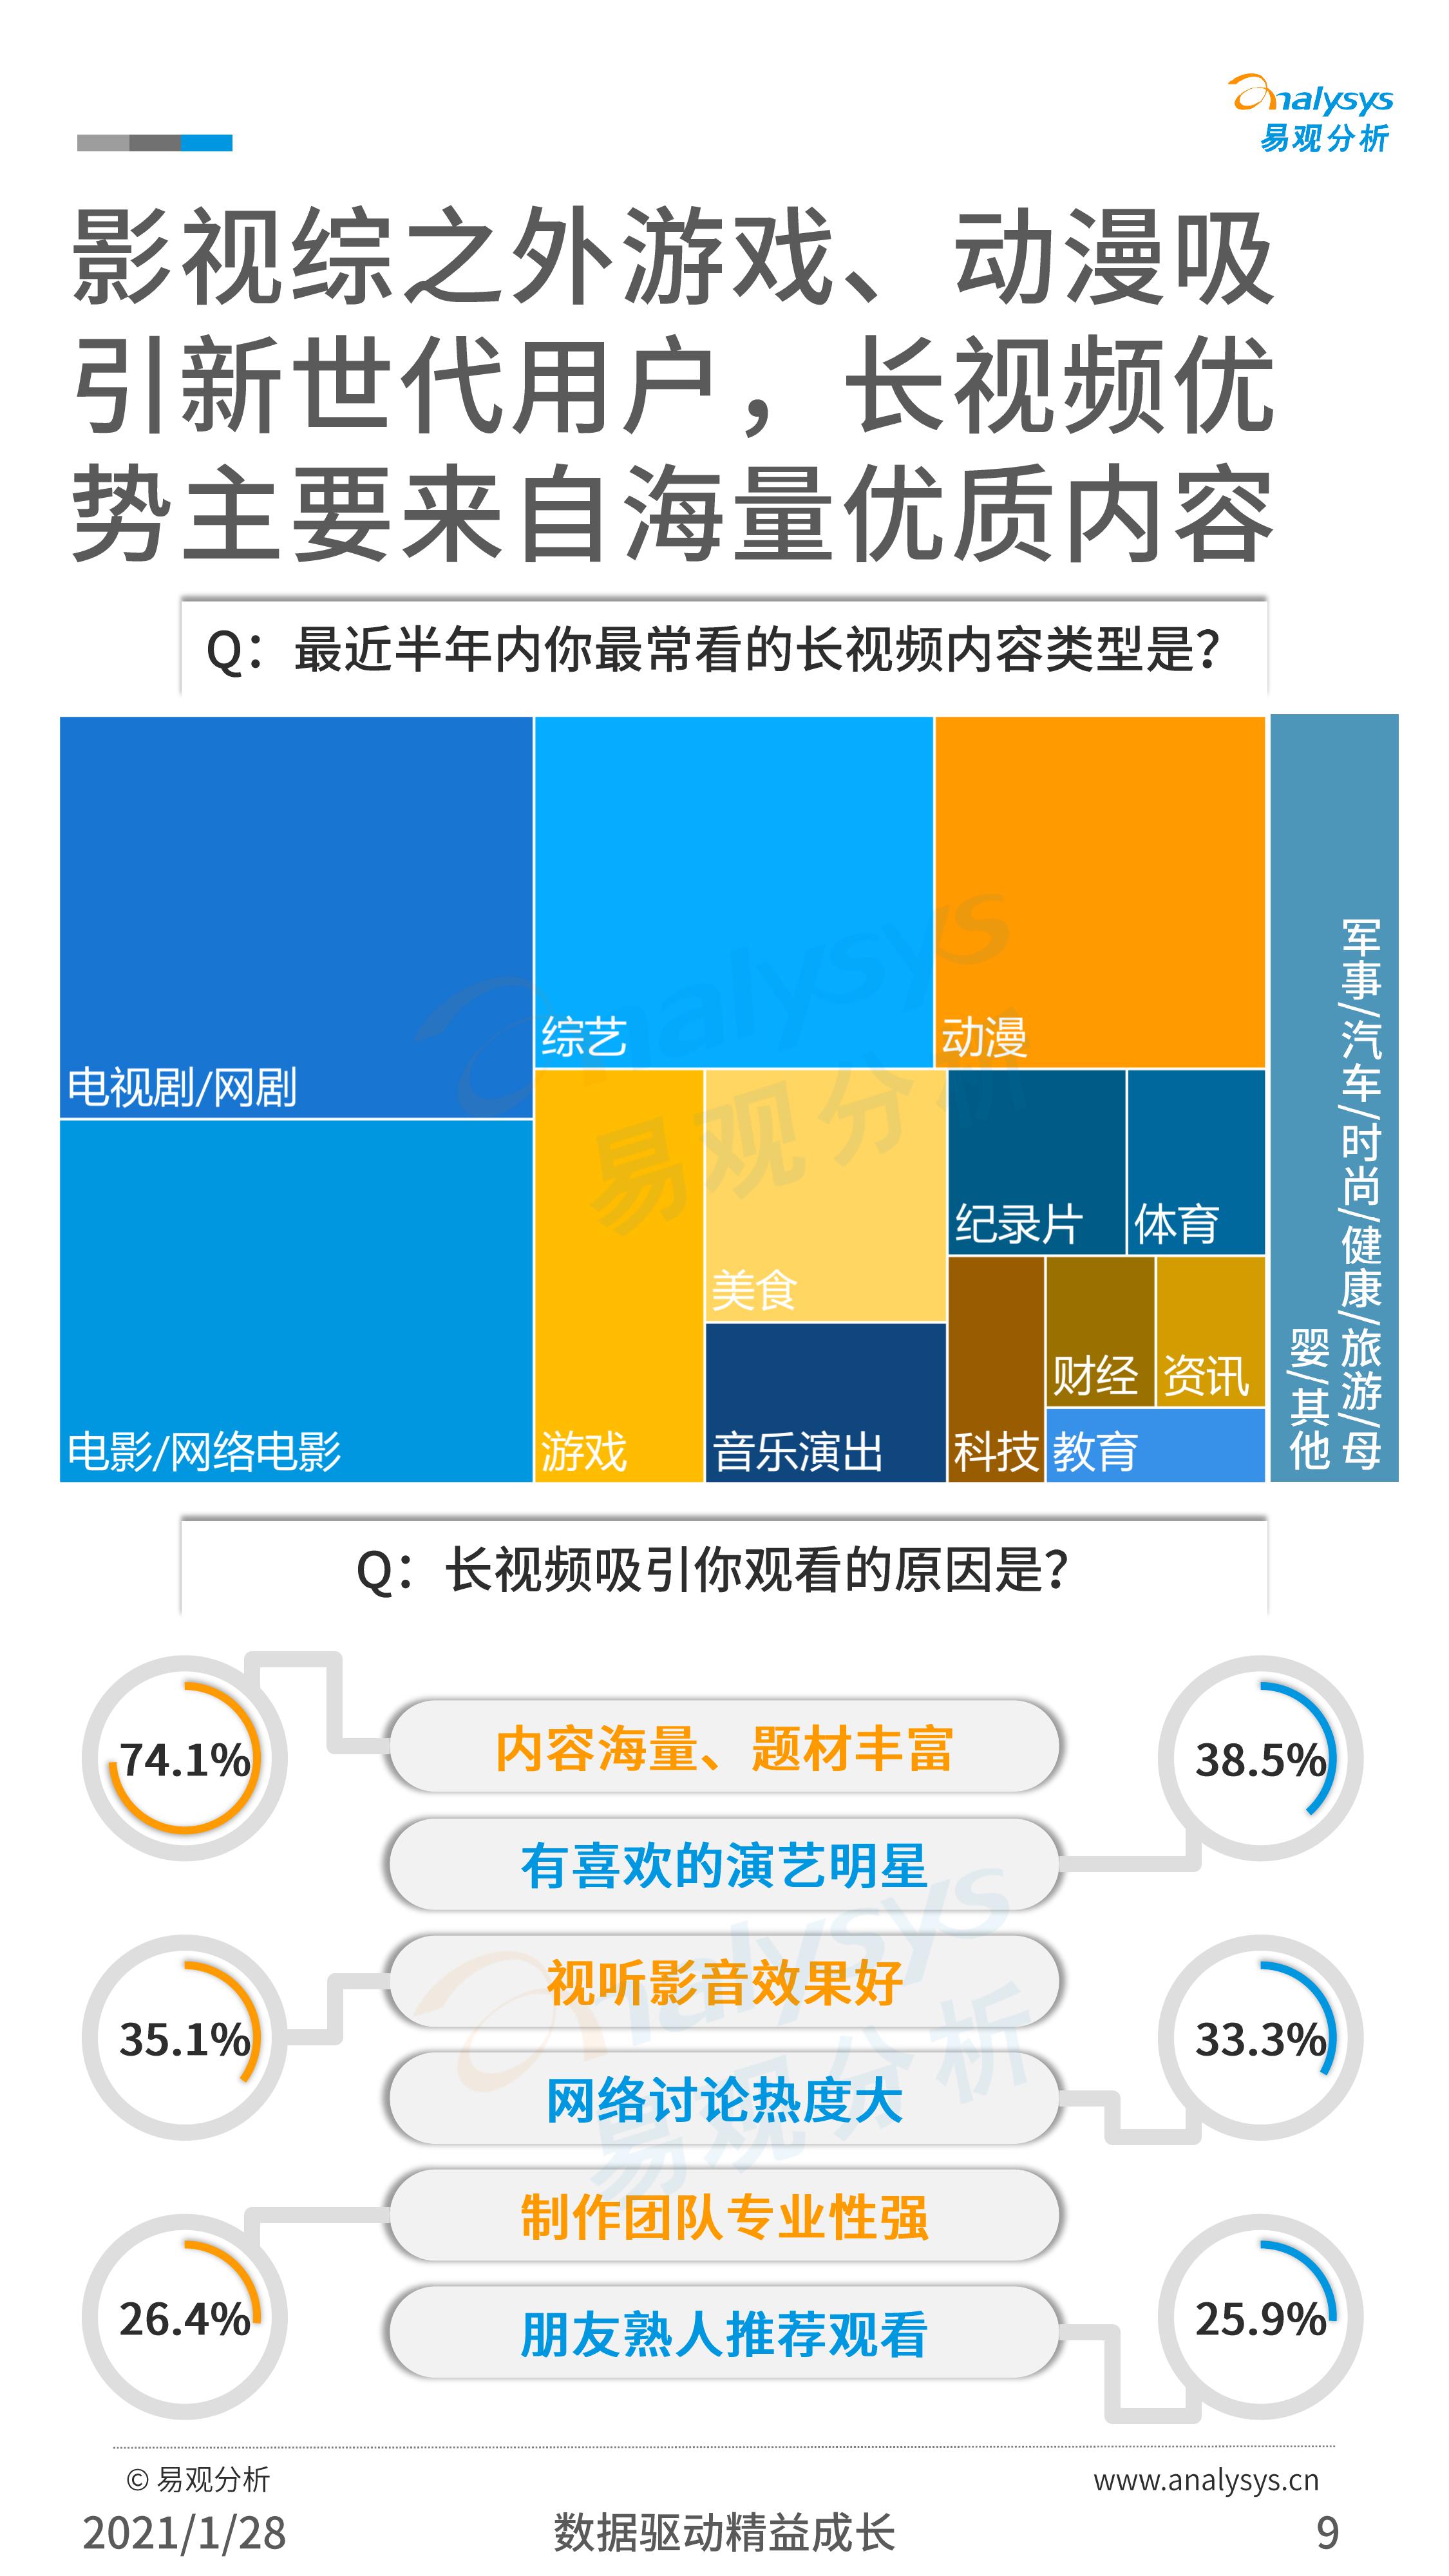 analysys
易观分析
影视综之外游戏、动漫吸
引新世代用户，长视频优
势主要来自海量优质内容
Q：最近半年内你最常看的长视频内容类型是？
电视剧/网剧
综艺
动漫
电影/网络电影
游戏
美食
音乐演出
纪录片
体育
科技
财经
资讯
教育
军事/汽车/时尚/健康/旅游/母
婴/其他
analysys
易观分析
Q：长视频吸引你观看的原因是？
74.1%
内容海量、题材丰富
38.5%
有喜欢的演艺明星
35.1%
视听影音效果好
33.3%
网络讨论热度大
26.4%
制作团队专业性强
25.9%
朋友熟人推荐观看
analysys
易观分析
© 易观分析
www.analysys.cn
2021/1/28
数据驱动精益成长
9